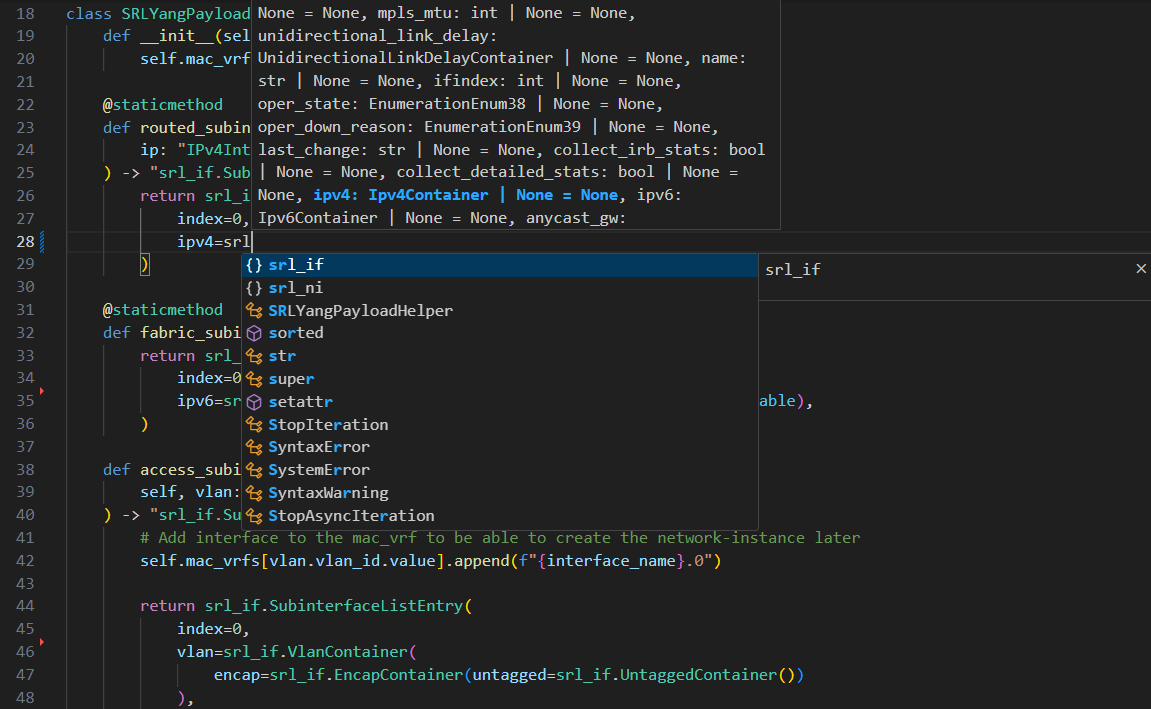 18 class SRLYangPayload
19 def __init__(sel
20 self.mac_vrf
21
22 @staticmethod
23 def routed_subin
24 ip: "IPv4Int
25 ) -> "srl_if.Sub
26 return srl_i
27 index=0,
28 ipv4=srl
29 )
30
31 @staticmethod
32 def fabric_subi
33 return srl_
34 index=0
35 ipv6=sr able),
36 )
37
38 def access_subi
39 self, vlan:
40 ) -> "srl_if.Su
41 # Add interface to the mac_vrf to be able to create the network-instance later
42 self.mac_vrfs[vlan.vlan_id.value].append(f"{interface_name}.0")
43
44 return srl_if.SubinterfaceListEntry(
45 index=0,
46 vlan=srl_if.VlanContainer(
47 encap=srl_if.EncapContainer(untagged=srl_if.UntaggedContainer())
48 ),
None = None, mpls_mtu: int | None = None,
unidirectional_link_delay:
UnidirectionalLinkDelayContainer | None = None, name:
str | None = None, ifindex: int | None = None,
oper_state: EnumerationEnum38 | None = None,
oper_down_reason: EnumerationEnum39 | None = None,
last_change: str | None = None, collect_irb_stats: bool
| None = None, collect_detailed_stats: bool | None =
None, ipv4: Ipv4Container | None = None, ipv6:
Ipv6Container | None = None, anycast_gw:
{} srl_if
{} srl_ni
SRLYangPayloadHelper
sorted
str
super
setattr
StopIteration
SyntaxError
SystemError
SyntaxWarning
StopAsyncIteration
srl_if